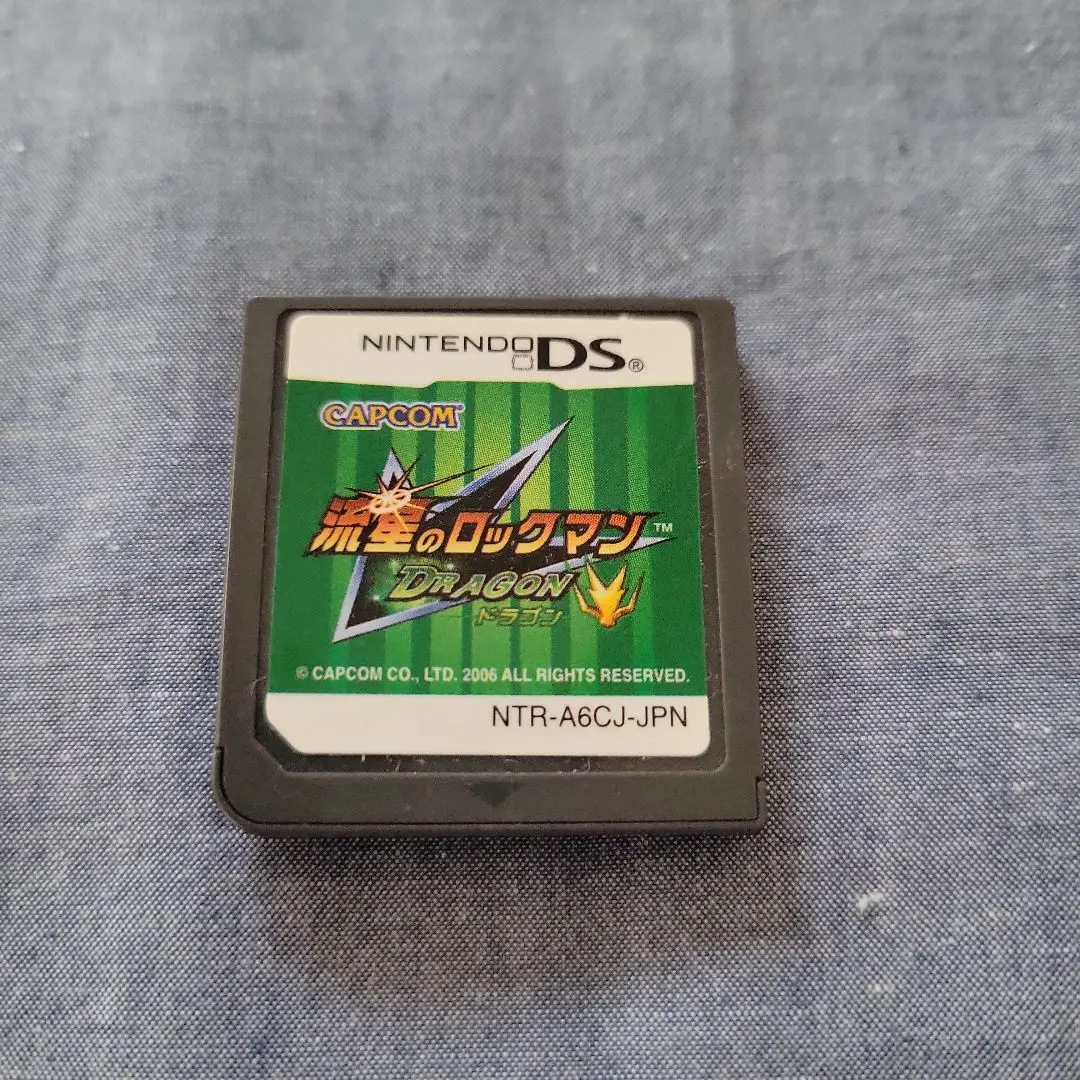 NINTENDO DS®
CAPCOM®
流星のロックマン™
DRAGON
ドラゴン
© CAPCOM CO., LTD. 2006 ALL RIGHTS RESERVED.
NTR-A6CJ-JPN